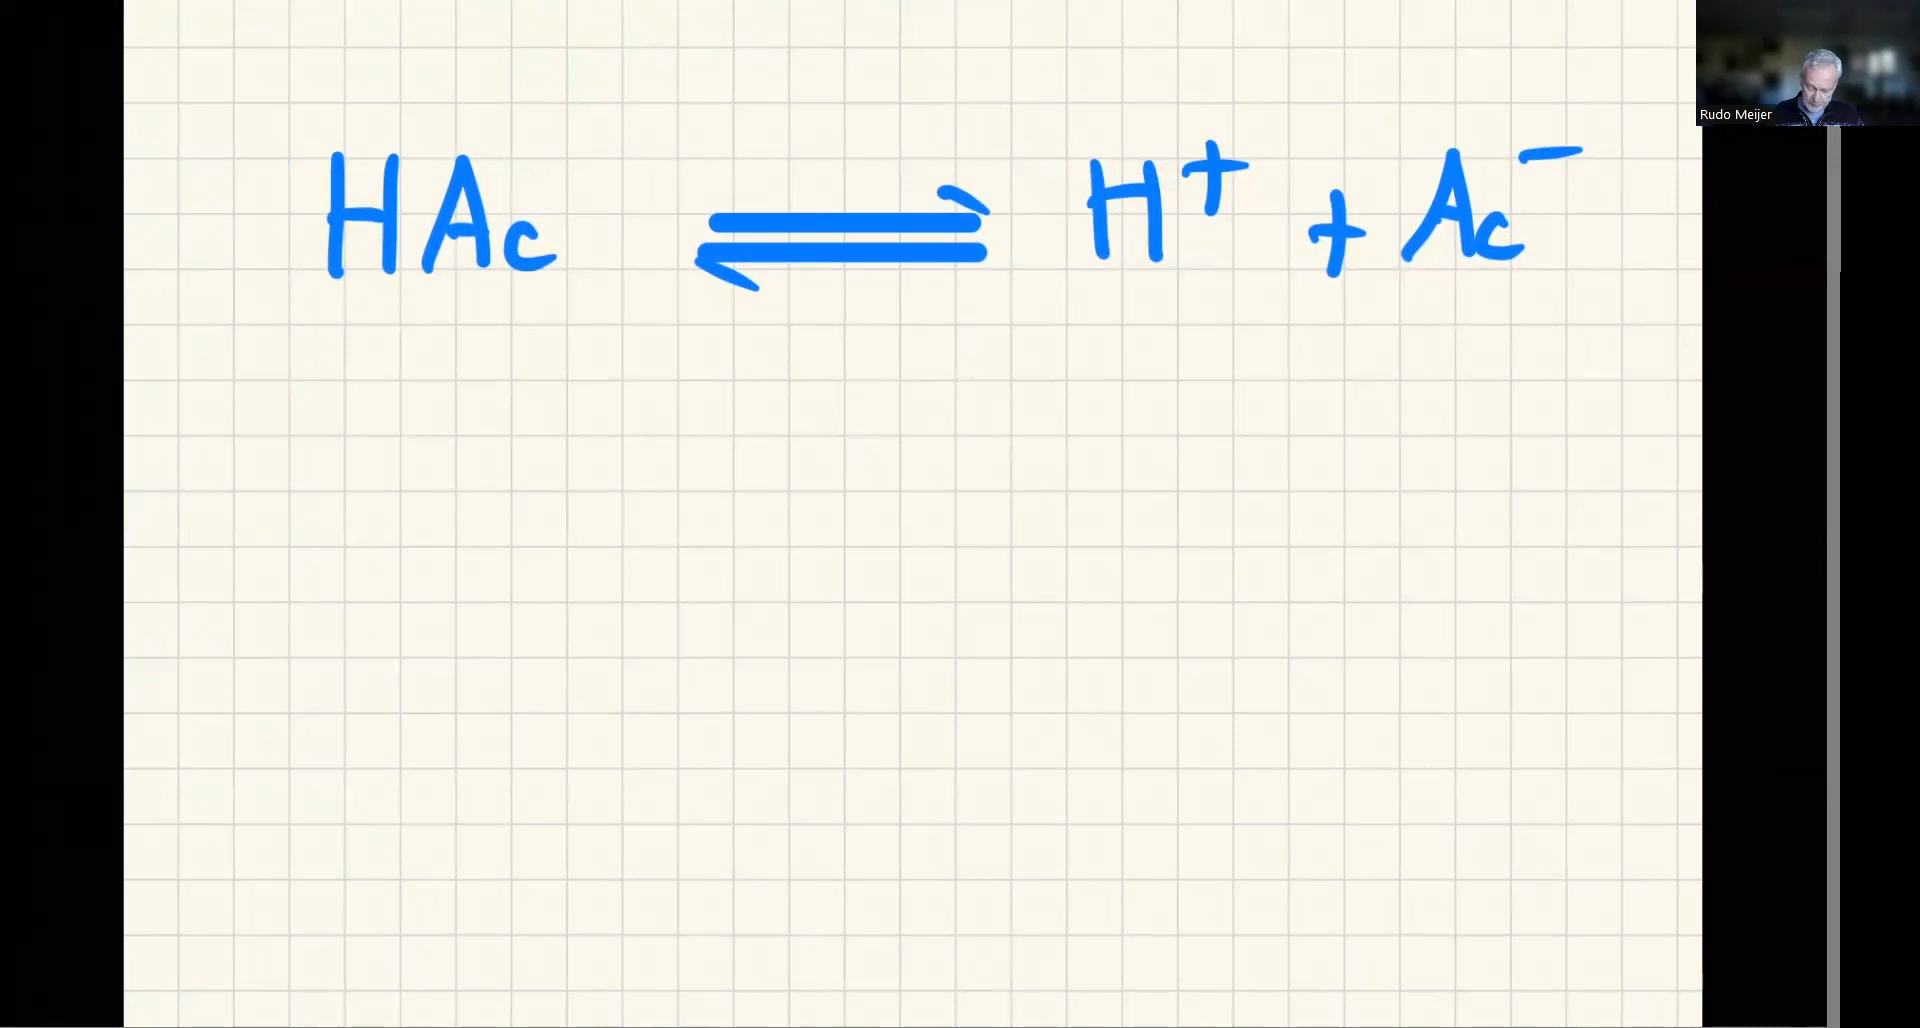 Rudo Meijer
HAc ⇌ H⁺ + Ac⁻